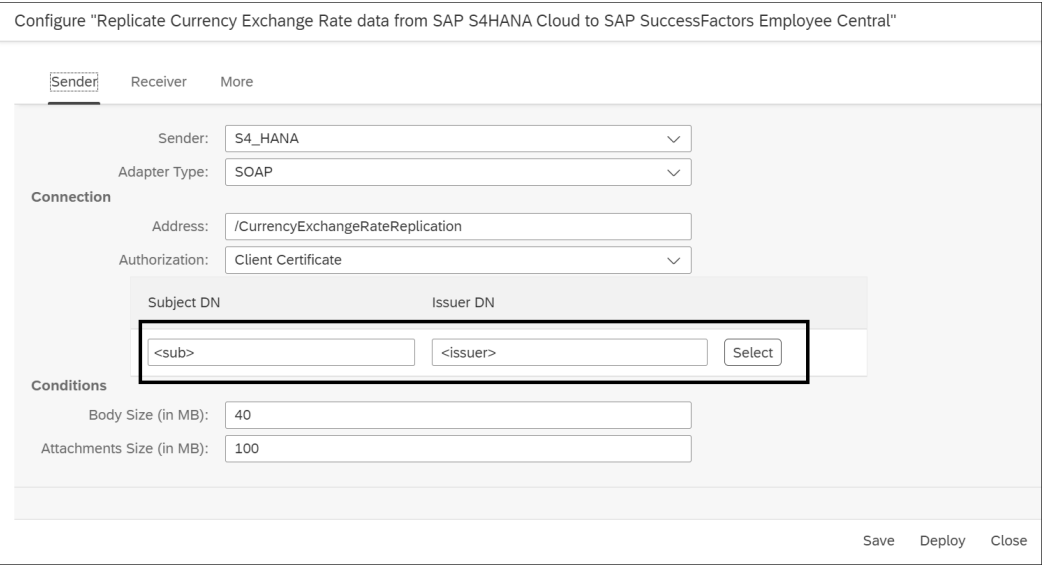 Configure "Replicate Currency Exchange Rate data from SAP S4HANA Cloud to SAP SuccessFactors Employee Central"
Sender Receiver More
Sender: S4_HANA
Adapter Type: SOAP
Connection
Address: /CurrencyExchangeRateReplication
Authorization: Client Certificate
Subject DN Issuer DN
<sub> <issuer> Select
Conditions
Body Size (in MB): 40
Attachments Size (in MB): 100
Save Deploy Close